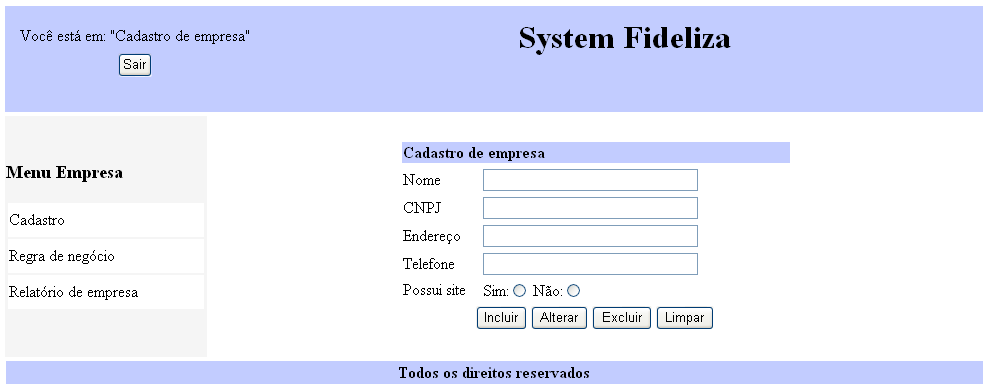 Você está em: "Cadastro de empresa"
Sair
System Fideliza
Menu Empresa
Cadastro
Regra de negócio
Relatório de empresa
Cadastro de empresa
Nome
CNPJ
Endereço
Telefone
Possui site Sim: Não:
Incluir Alterar Excluir Limpar
Todos os direitos reservados